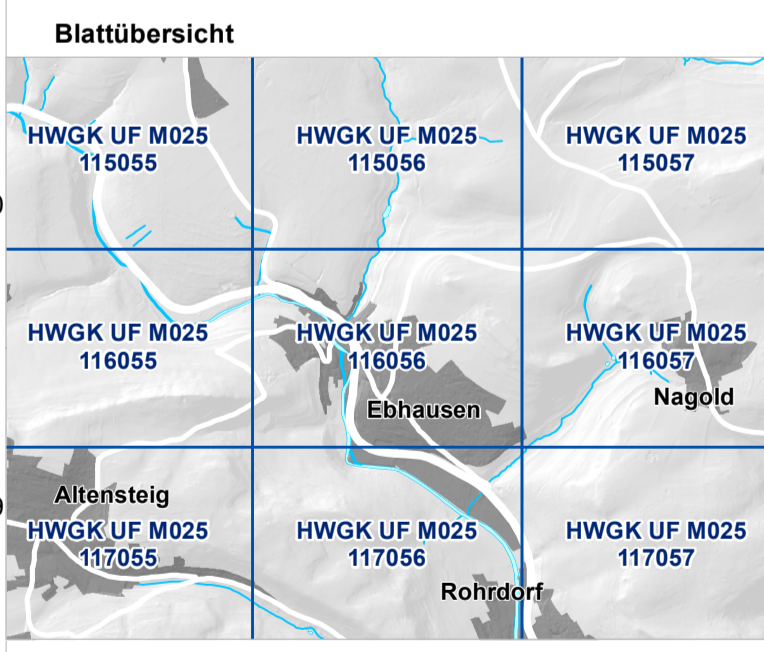 Blattübersicht
HWGK UF M025
115055
HWGK UF M025
115056
HWGK UF M025
115057
HWGK UF M025
116055
HWGK UF M025
116056
HWGK UF M025
116057
Nagold
Ebhausen
Altensteig
HWGK UF M025
117055
HWGK UF M025
117056
HWGK UF M025
117057
Rohrdorf